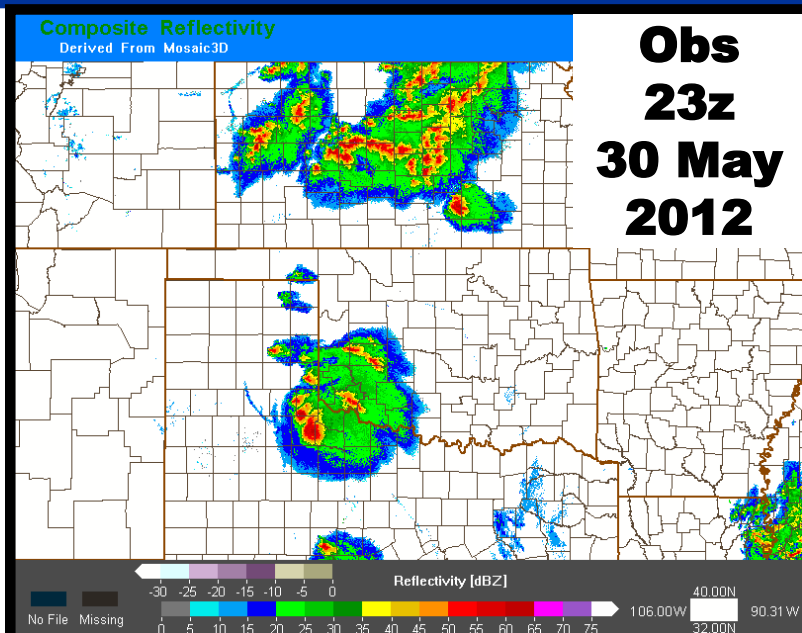 Composite Reflectivity
Derived From Mosaic3D
Obs
23z
30 May
2012
Reflectivity [dBZ]
-30 -25 -20 -15 -10 -5 0
No File Missing
0 5 10 15 20 25 30 35 40 45 50 55 60 65 70 75
40.00N
106.00W 90.31W
32.00N